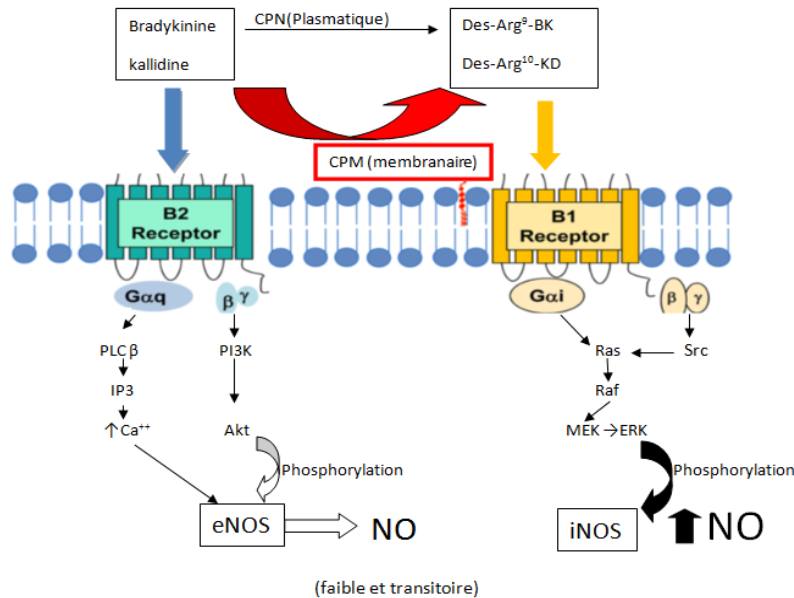 Bradykinine
kallidine
CPN(Plasmatique)
Des-Arg⁹-BK
Des-Arg¹⁰-KD
CPM (membranaire)
B2
Receptor
B1
Receptor
Gαq
β γ
Gαi
β γ
PLCβ
PI3K
Ras
Src
IP3
Raf
↑Ca⁺⁺
Akt
MEK→ERK
Phosphorylation
Phosphorylation
eNOS
NO
iNOS
NO
(faible et transitoire)